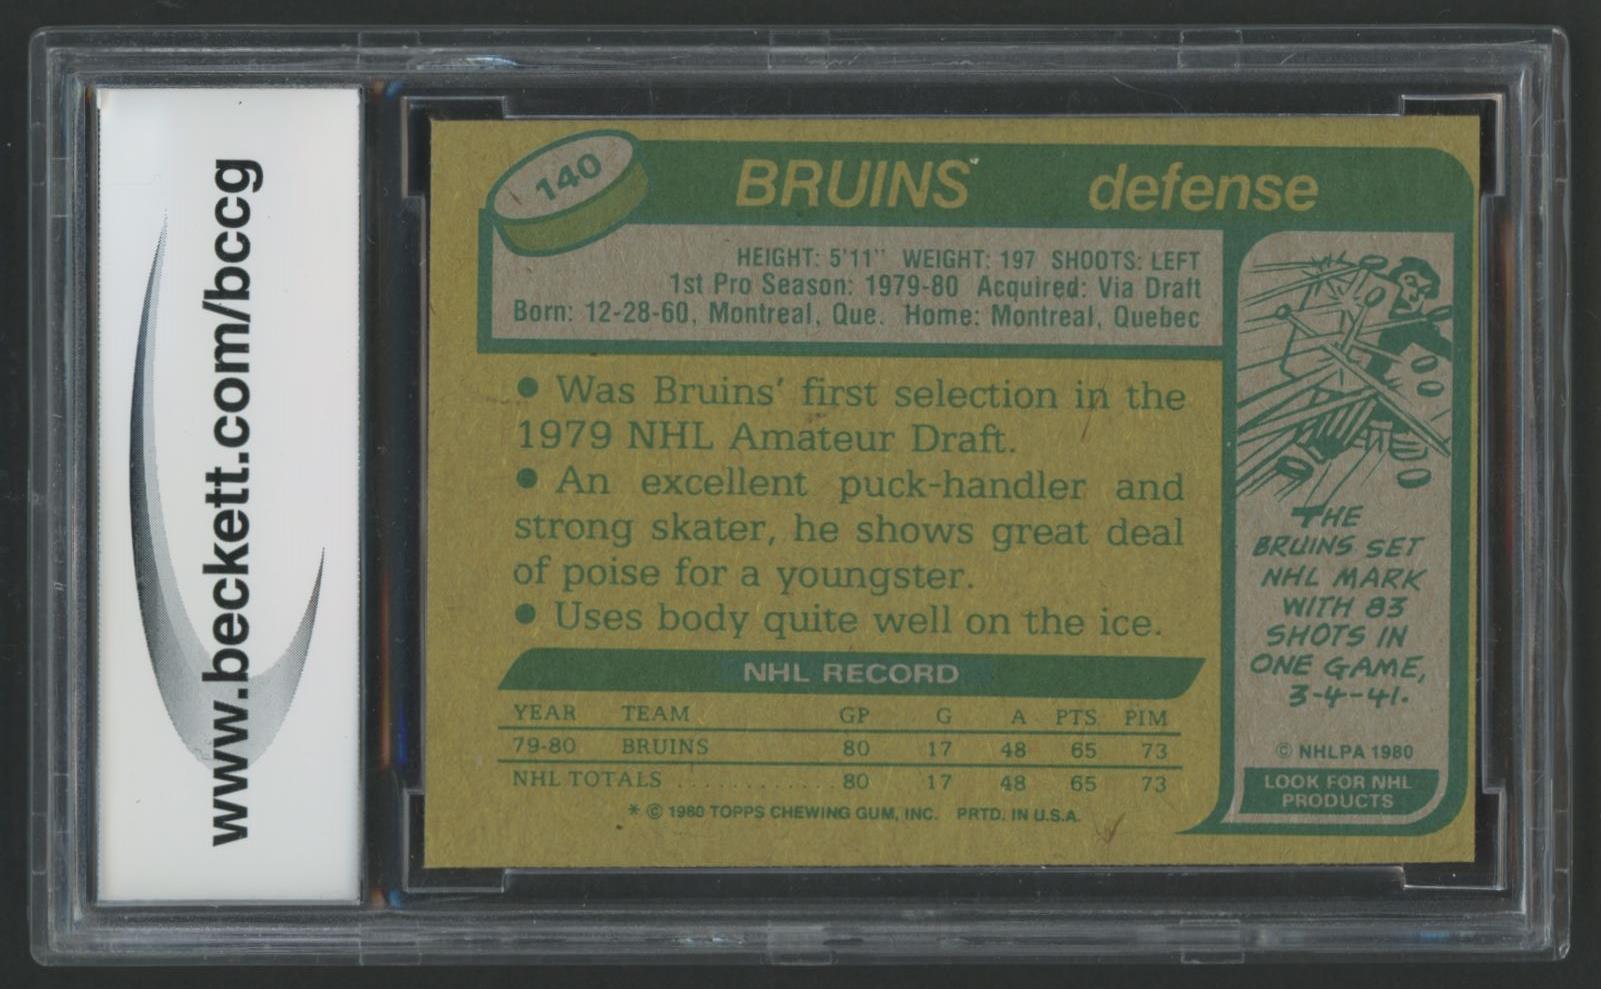 www.beckett.com/bccg
140
BRUINS defense
HEIGHT: 5'11" WEIGHT: 197 SHOOTS: LEFT
1st Pro Season: 1979-80 Acquired: Via Draft
Born: 12-28-60, Montreal, Que. Home: Montreal, Quebec
● Was Bruins' first selection in the
1979 NHL Amateur Draft.
● An excellent puck-handler and
strong skater, he shows great deal
of poise for a youngster.
● Uses body quite well on the ice.
NHL RECORD
YEAR TEAM GP G A PTS PIM
79-80 BRUINS 80 17 48 65 73
NHL TOTALS ............. 80 17 48 65 73
* © 1980 TOPPS CHEWING GUM, INC. PRTD. IN U.S.A.
THE
BRUINS SET
NHL MARK
WITH 83
SHOTS IN
ONE GAME,
3-4-41.
© NHLPA 1980
LOOK FOR NHL
PRODUCTS